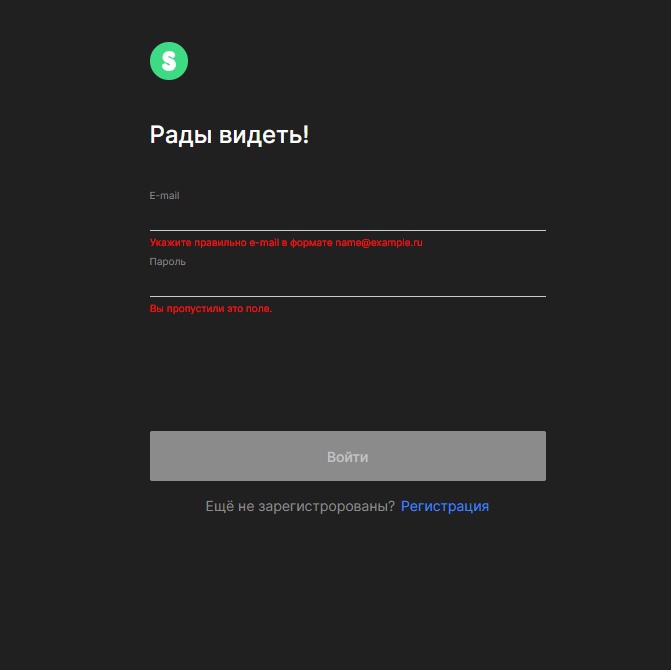 S
Рады видеть!
E-mail
Укажите правильно e-mail в формате name@example.ru
Пароль
Вы пропустили это поле.
Войти
Ещё не зарегистророваны? Регистрация